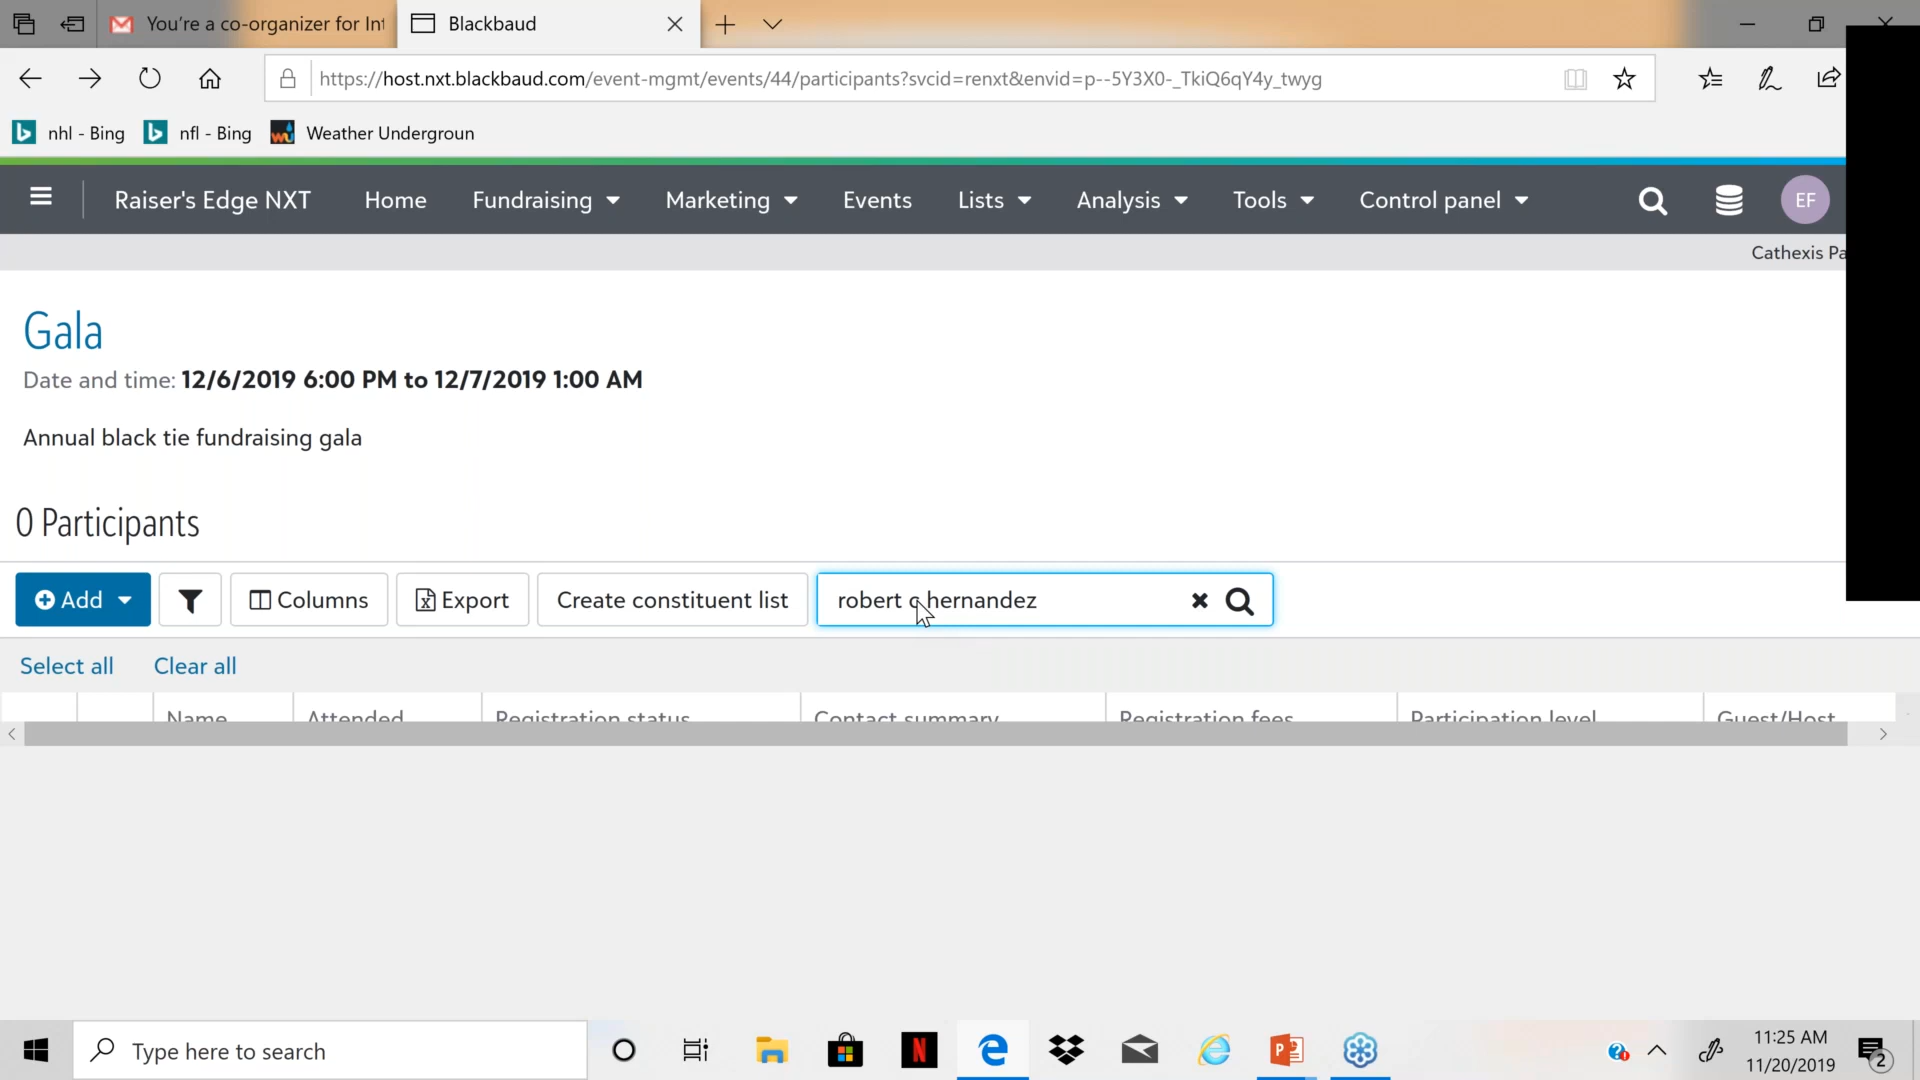 You're a co-organizer for Int
Blackbaud
https://host.nxt.blackbaud.com/event-mgmt/events/44/participants?svcid=renxt&envid=p--5Y3X0-_TkiQ6qY4y_twyg
nhl - Bing
nfl - Bing
Weather Undergroun
Raiser's Edge NXT
Home
Fundraising
Marketing
Events
Lists
Analysis
Tools
Control panel
EF
Cathexis Pa
Gala
Date and time: 12/6/2019 6:00 PM to 12/7/2019 1:00 AM
Annual black tie fundraising gala
0 Participants
Add
Columns
Export
Create constituent list
robert c hernandez
Select all
Clear all
Name
Attended
Registration status
Contact summary
Registration fees
Participation level
Guest/Host
Type here to search
11:25 AM
11/20/2019
2